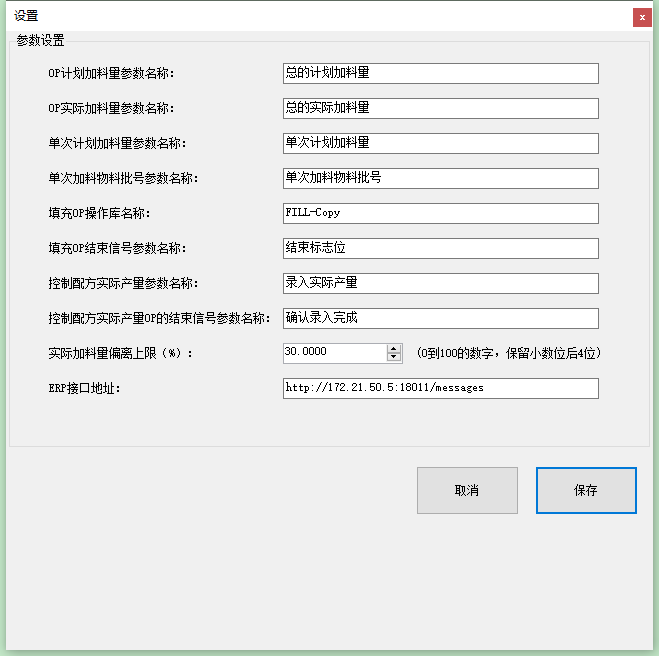 设置
x
参数设置
OP计划加料量参数名称： 总的计划加料量
OP实际加料量参数名称： 总的实际加料量
单次计划加料量参数名称： 单次计划加料量
单次加料物料批号参数名称： 单次加料物料批号
填充OP操作库名称： FILL-Copy
填充OP结束信号参数名称： 结束标志位
控制配方实际产量参数名称： 录入实际产量
控制配方实际产量OP的结束信号参数名称： 确认录入完成
实际加料量偏离上限（%）： 30.0000 （0到100的数字，保留小数位后4位）
ERP接口地址： http://172.21.50.5:18011/messages
取消 保存